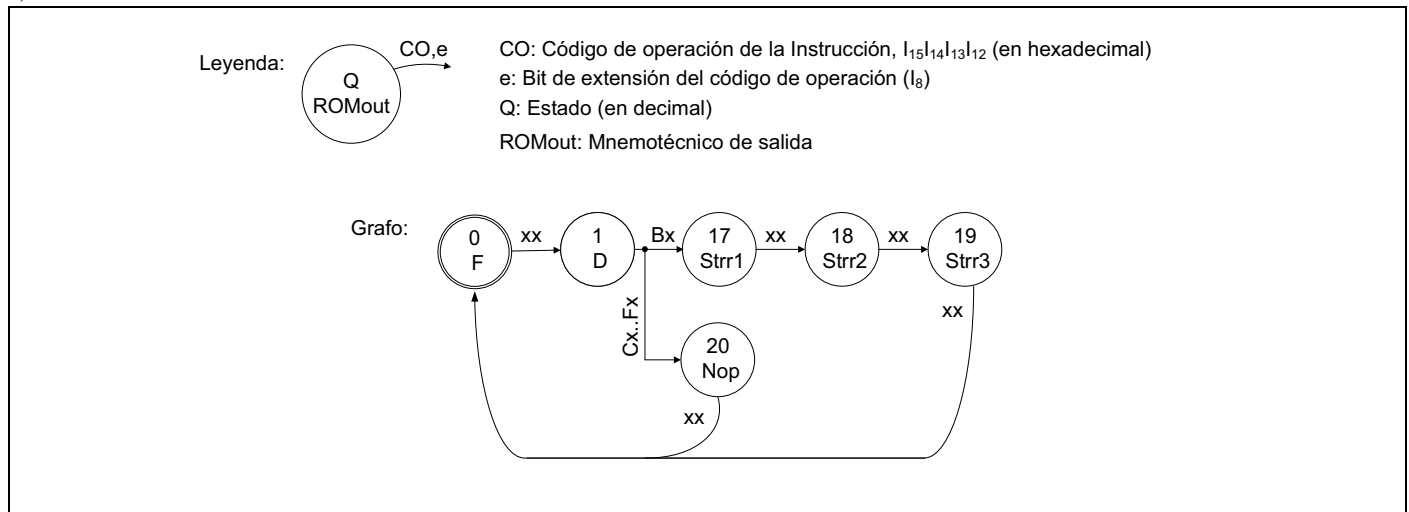 Leyenda:
Q
ROMout
CO,e
CO: Código de operación de la Instrucción, I₁₅I₁₄I₁₃I₁₂ (en hexadecimal)
e: Bit de extensión del código de operación (I₈)
Q: Estado (en decimal)
ROMout: Mnemotécnico de salida
Grafo:
0
F
xx
1
D
Bx
17
Strr1
xx
18
Strr2
xx
19
Strr3
xx
Cx..Fx
20
Nop
xx